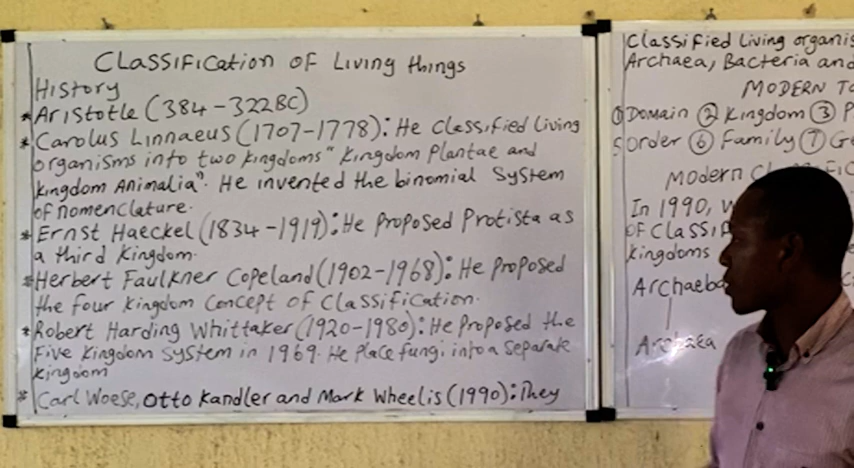 Classification of Living things
History
* Aristotle (384-322BC)
* Carolus Linnaeus (1707-1778): He classified living
organisms into two kingdoms "kingdom Plantae and
kingdom Animalia". He invented the binomial System
of nomenclature.
* Ernst Haeckel (1834-1919): He Proposed Protista as
a third kingdom.
* Herbert Faulkner Copeland (1902-1968): He Proposed
the four kingdom concept of classification.
* Robert Harding Whittaker (1920-1980): He Proposed the
Five kingdom system in 1969. He Place fungi into a separate
kingdom
* Carl Woese, Otto Kandler and Mark Wheelis (1990): They
Classified living organis
Archaea, Bacteria and
MODERN T
① Domain ② Kingdom ③ P
Order ⑥ Family ⑦ G
Modern
In 1990, W
of
kingdoms
Archaeba
Archaea